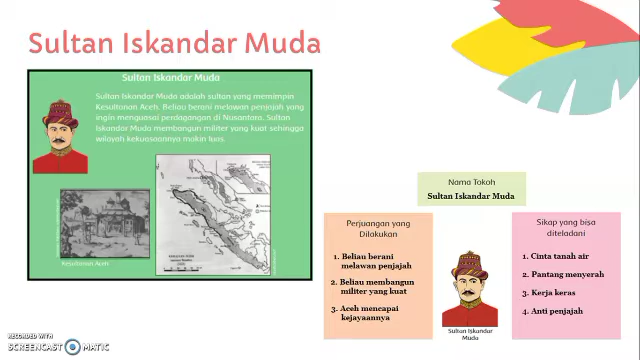 Sultan Iskandar Muda
Sultan Iskandar Muda
Sultan Iskandar Muda adalah sultan yang memimpin
Kesultanan Aceh. Beliau berani melawan penjajah yang
ingin menguasai perdagangan di Nusantara. Sultan
Iskandar Muda membangun militer yang kuat sehingga
wilayah kekuasaannya makin luas.
Kesultanan Aceh
Nama Tokoh
Sultan Iskandar Muda
Perjuangan yang
Dilakukan
1. Beliau berani
melawan penjajah
2. Beliau membangun
militer yang kuat
3. Aceh mencapai
kejayaannya
Sultan Iskandar
Muda
Sikap yang bisa
diteladani
1. Cinta tanah air
2. Pantang menyerah
3. Kerja keras
4. Anti penjajah
RECORDED WITH
SCREENCAST MATIC